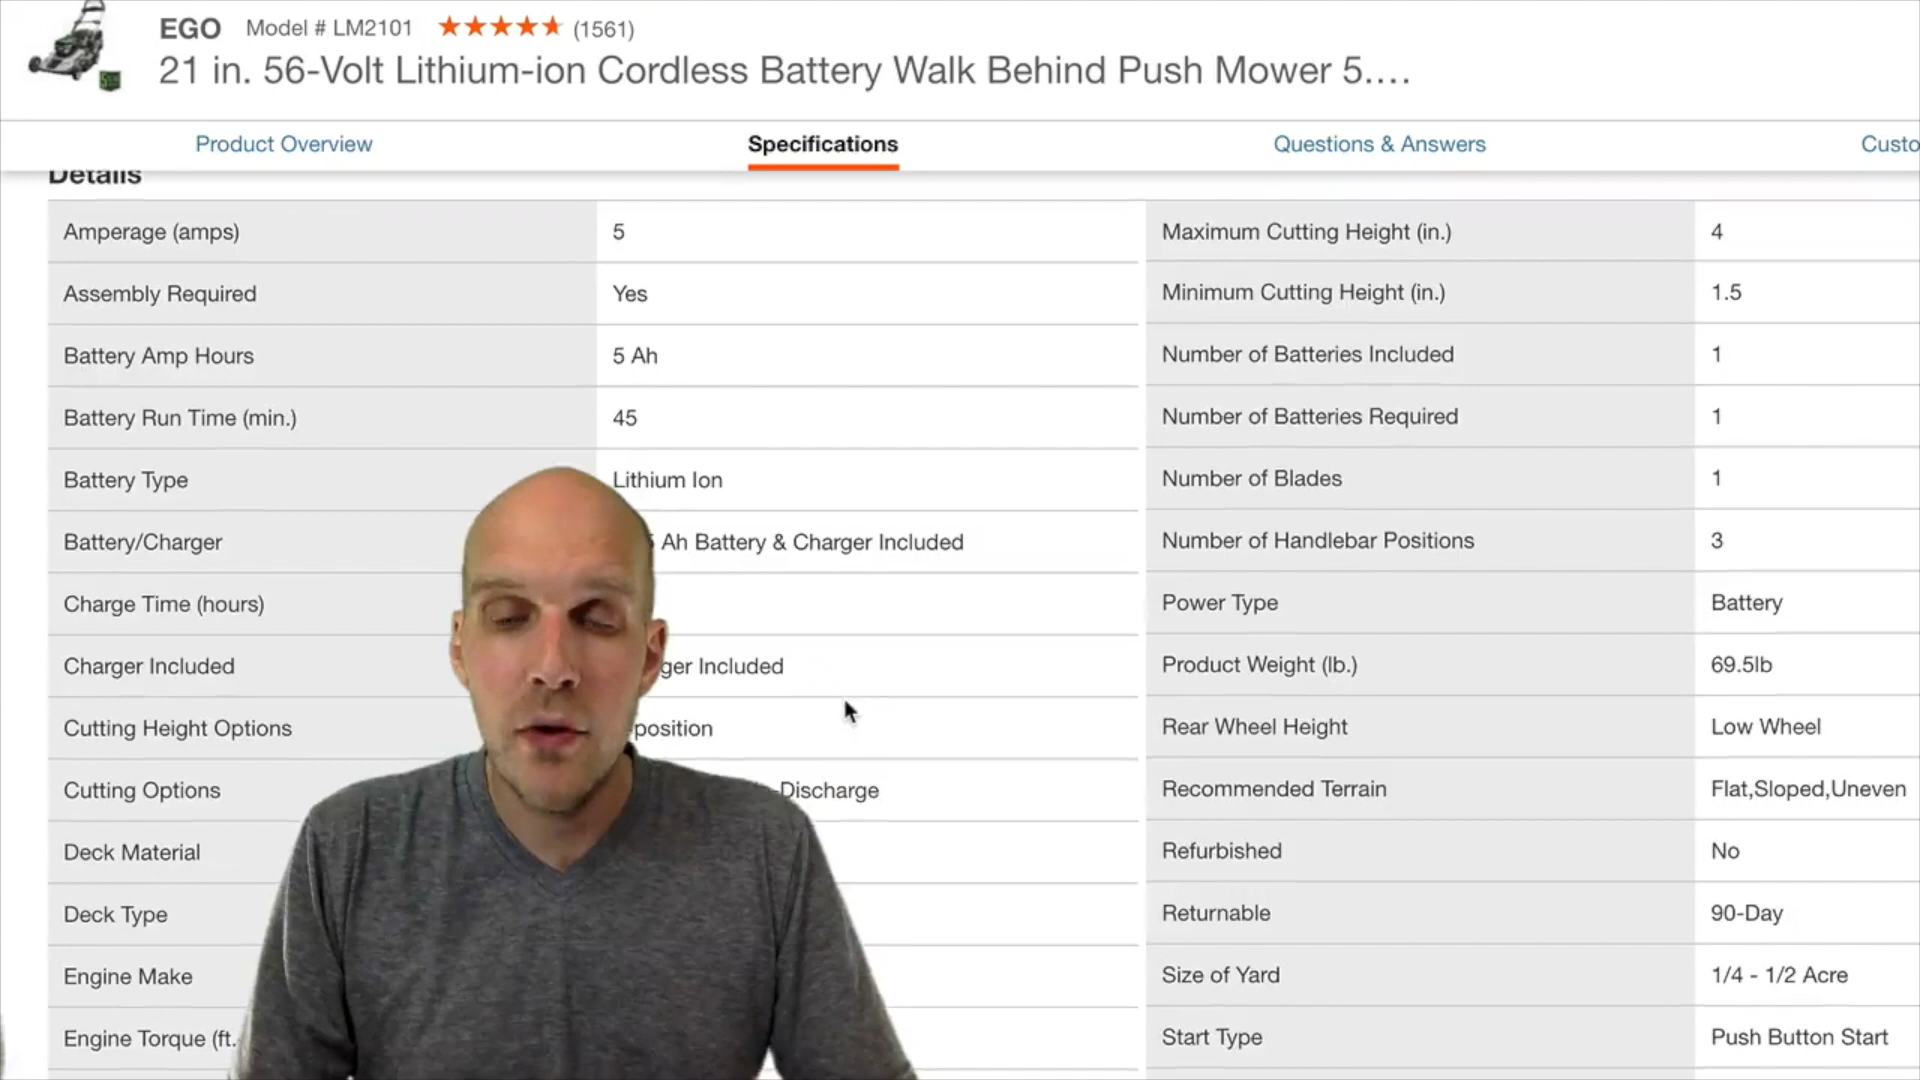 EGO Model # LM2101 (1561)
21 in. 56-Volt Lithium-ion Cordless Battery Walk Behind Push Mower 5....
Product Overview Specifications Questions & Answers Custo
Details
Amperage (amps) 5
Assembly Required Yes
Battery Amp Hours 5 Ah
Battery Run Time (min.) 45
Battery Type Lithium Ion
Battery/Charger Ah Battery & Charger Included
Charge Time (hours)
Charger Included ger Included
Cutting Height Options position
Cutting Options -Discharge
Deck Material
Deck Type
Engine Make
Engine Torque (ft.
Maximum Cutting Height (in.) 4
Minimum Cutting Height (in.) 1.5
Number of Batteries Included 1
Number of Batteries Required 1
Number of Blades 1
Number of Handlebar Positions 3
Power Type Battery
Product Weight (lb.) 69.5lb
Rear Wheel Height Low Wheel
Recommended Terrain Flat,Sloped,Uneven
Refurbished No
Returnable 90-Day
Size of Yard 1/4 - 1/2 Acre
Start Type Push Button Start